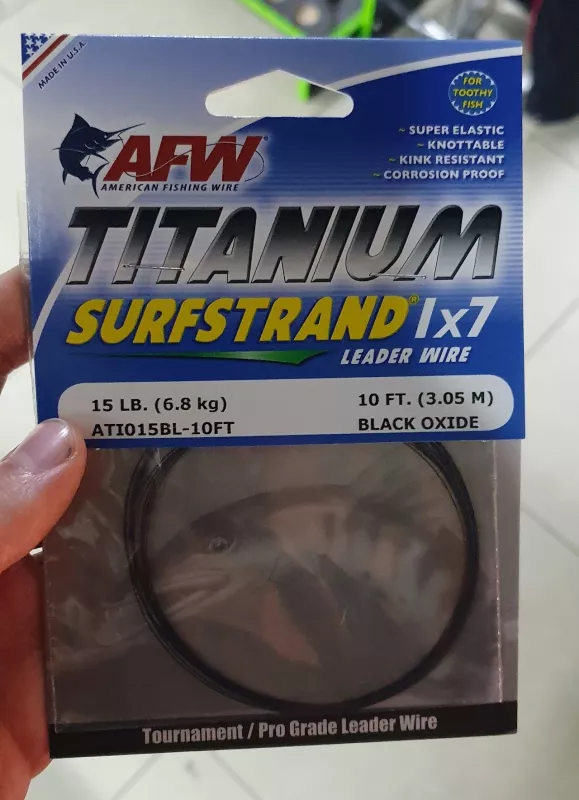 MADE IN U.S.A.
FOR
TOOTHY
FISH
AFW®
AMERICAN FISHING WIRE
~ SUPER ELASTIC
~ KNOTTABLE
~ KINK RESISTANT
~ CORROSION PROOF
TITANIUM
SURFSTRAND® 1x7
LEADER WIRE
15 LB. (6.8 kg) 10 FT. (3.05 M)
ATI015BL-10FT BLACK OXIDE
Tournament / Pro Grade Leader Wire